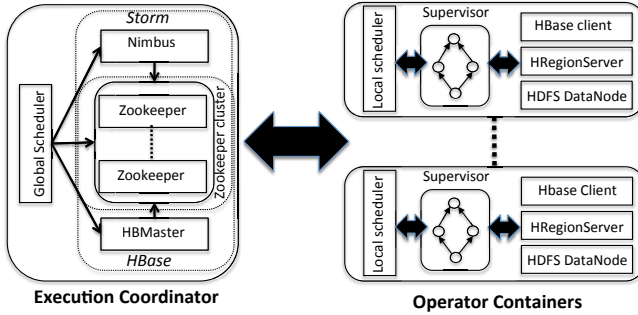 Storm
Nimbus
Global scheduler
Zookeeper
Zookeeper
Zookeeper cluster
HBMaster
HBase
Execution Coordinator
Local scheduler
Supervisor
HBase client
HRegionServer
HDFS DataNode
Local scheduler
Supervisor
Hbase Client
HRegionServer
HDFS DataNode
Operator Containers